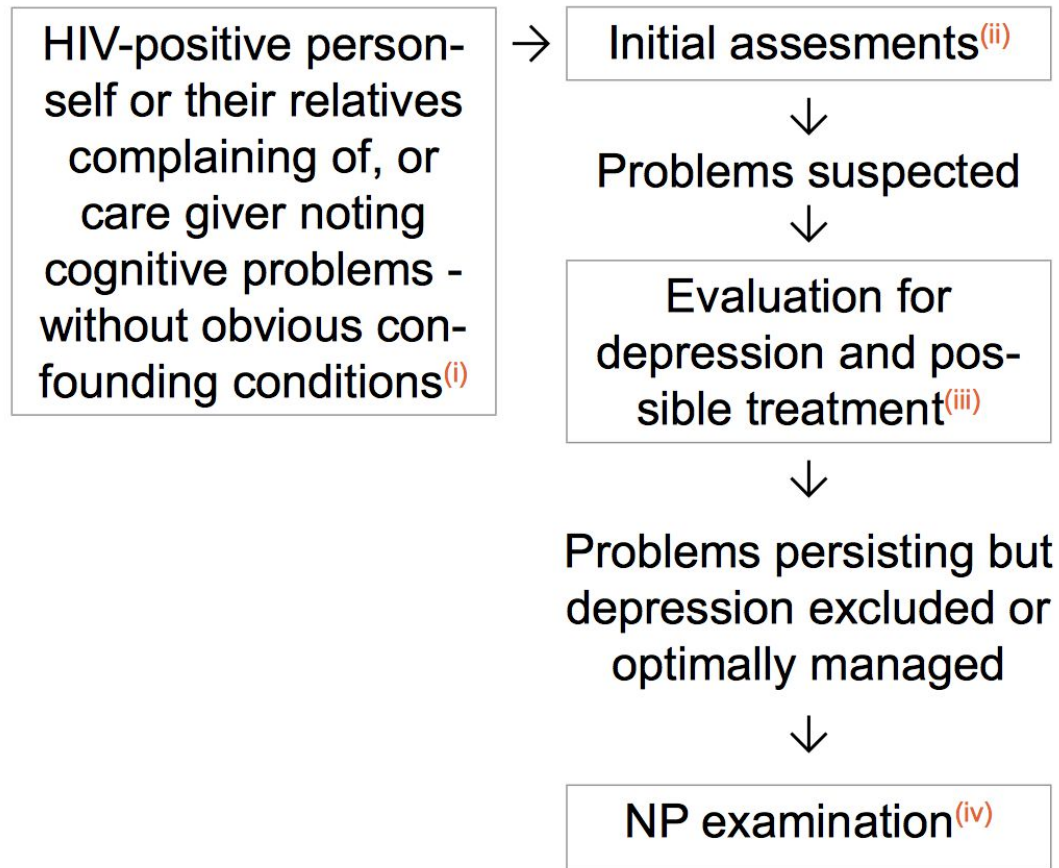 HIV-positive person-
self or their relatives
complaining of, or
care giver noting
cognitive problems -
without obvious con-
founding conditions(i)
→
Initial assesments(ii)
↓
Problems suspected
↓
Evaluation for
depression and pos-
sible treatment(iii)
↓
Problems persisting but
depression excluded or
optimally managed
↓
NP examination(iv)